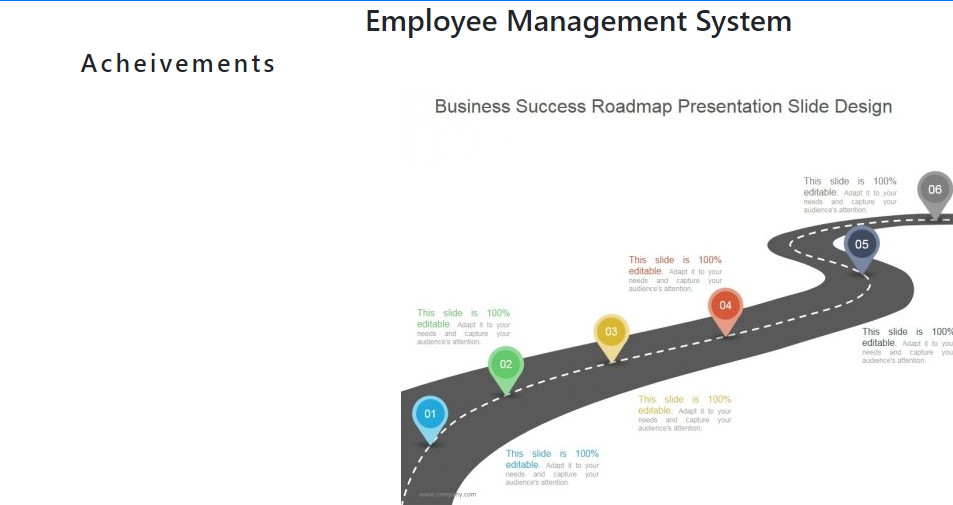 Employee Management System
Acheivements
Business Success Roadmap Presentation Slide Design
This slide is 100%
editable. Adapt it to your
needs and capture your
audience's attention.
06
05
This slide is 100%
editable. Adapt it to your
needs and capture your
audience's attention.
04
This slide is 100%
editable. Adapt it to your
needs and capture your
audience's attention.
03
This slide is 100%
editable. Adapt it to you
needs and capture you
audience's attention.
02
This slide is 100%
editable. Adapt it to your
needs and capture your
audience's attention.
01
This slide is 100%
editable. Adapt it to your
needs and capture your
audience's attention.
www.company.com